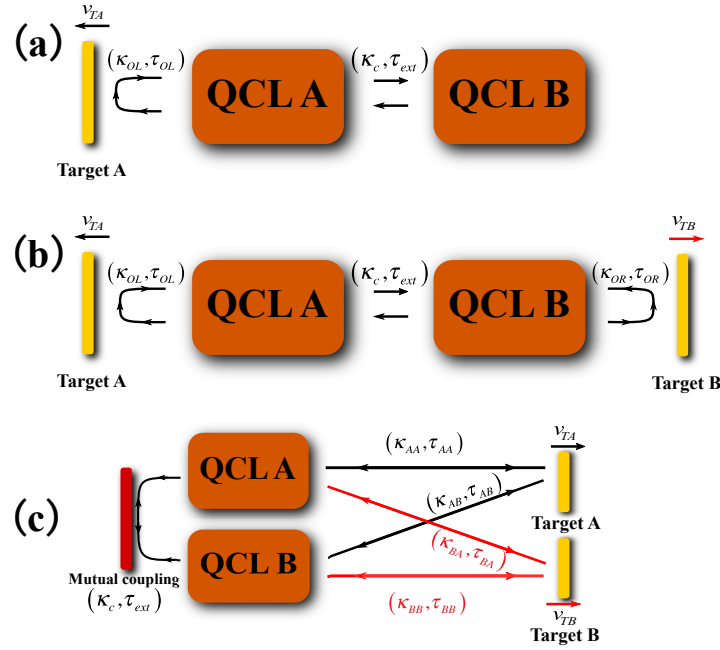 (a)
v_TA
(κ_OL, τ_OL)
QCL A
(κ_c, τ_ext)
QCL B
Target A
(b)
v_TA
(κ_OL, τ_OL)
QCL A
(κ_c, τ_ext)
QCL B
(κ_OR, τ_OR)
v_TB
Target A
Target B
(c)
QCL A
QCL B
Mutual coupling
(κ_c, τ_ext)
(κ_AA, τ_AA)
(κ_AB, τ_AB)
(κ_BA, τ_BA)
(κ_BB, τ_BB)
v_TA
Target A
v_TB
Target B